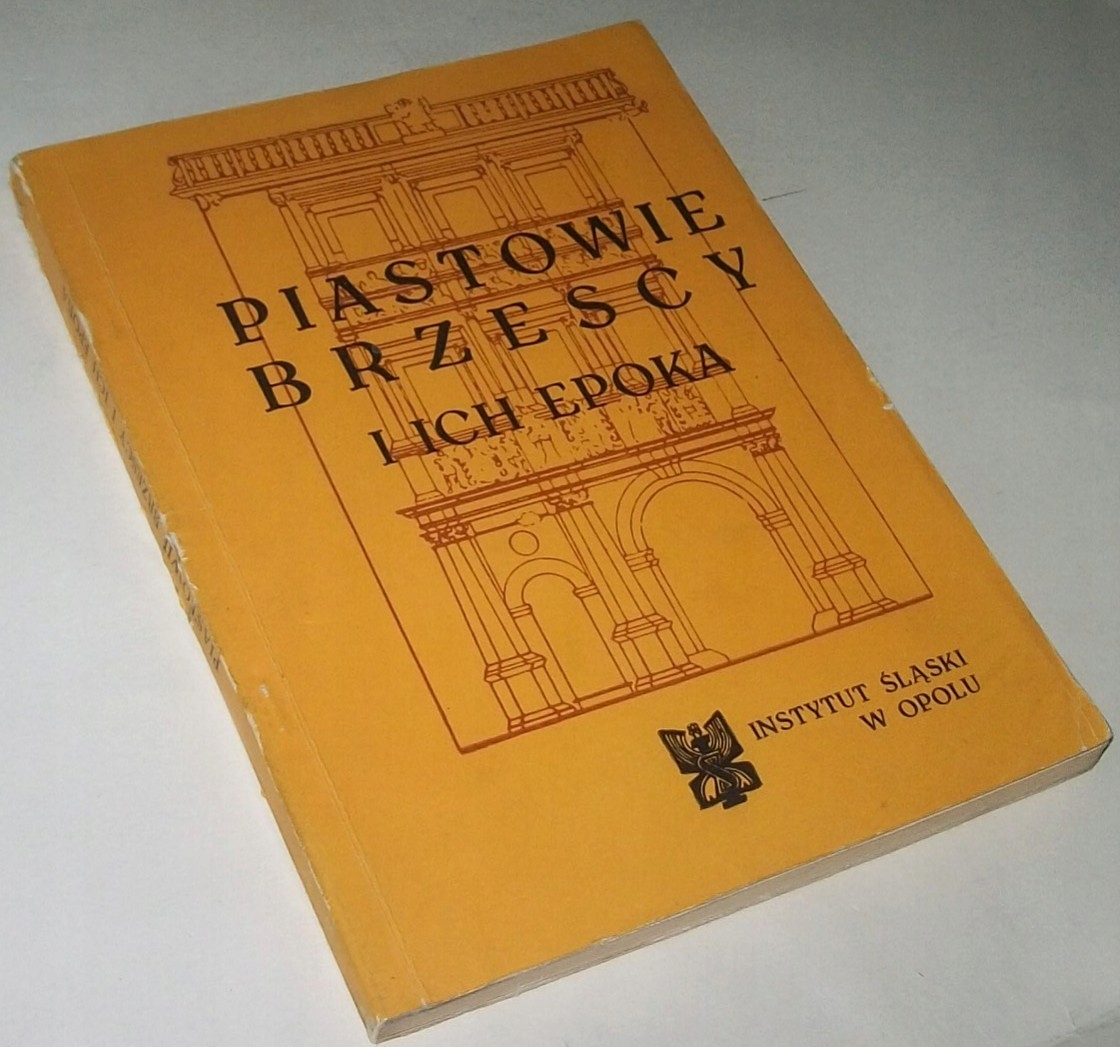 PIASTOWIE
BRZESCY
I ICH EPOKA
INSTYTUT ŚLĄSKI
W OPOLU